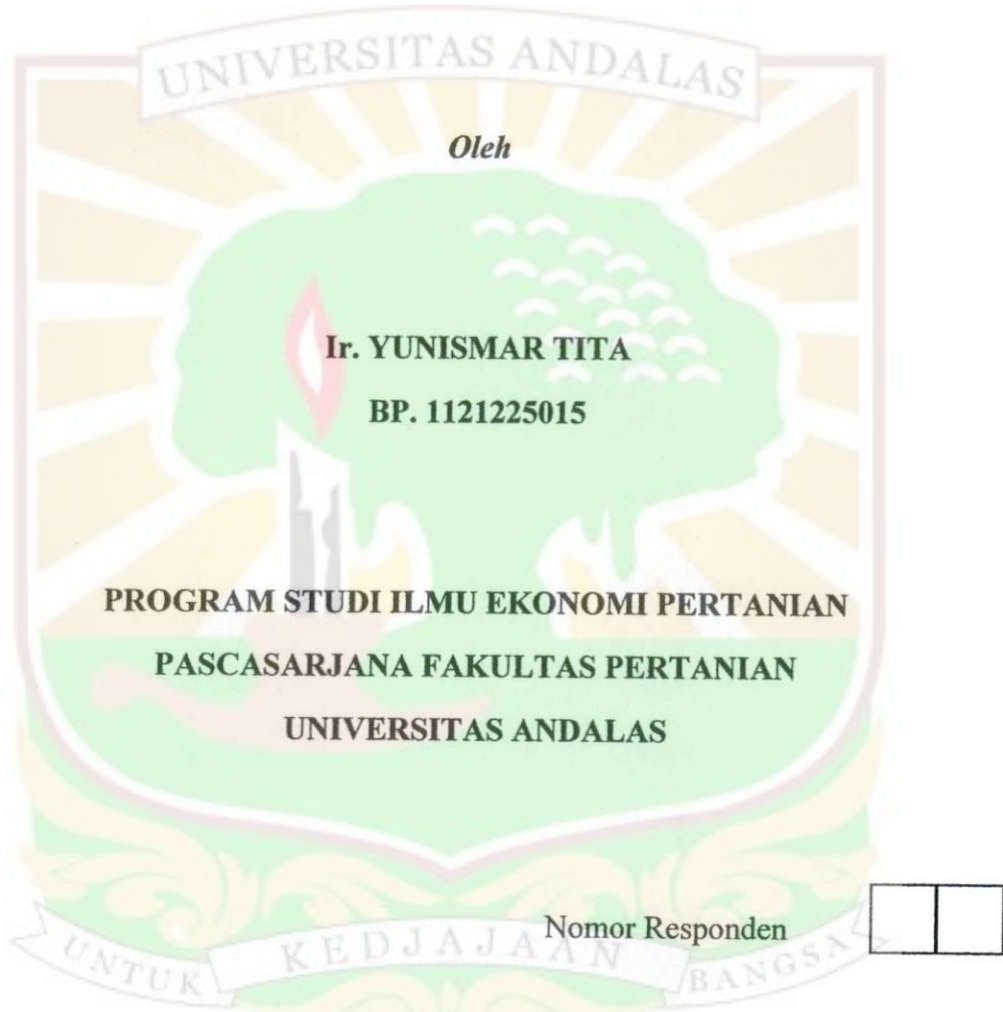 UNIVERSITAS ANDALAS
Oleh
Ir. YUNISMAR TITA
BP. 1121225015
PROGRAM STUDI ILMU EKONOMI PERTANIAN
PASCASARJANA FAKULTAS PERTANIAN
UNIVERSITAS ANDALAS
Nomor Responden
UNTUK KEDJAJAAN BANGSA